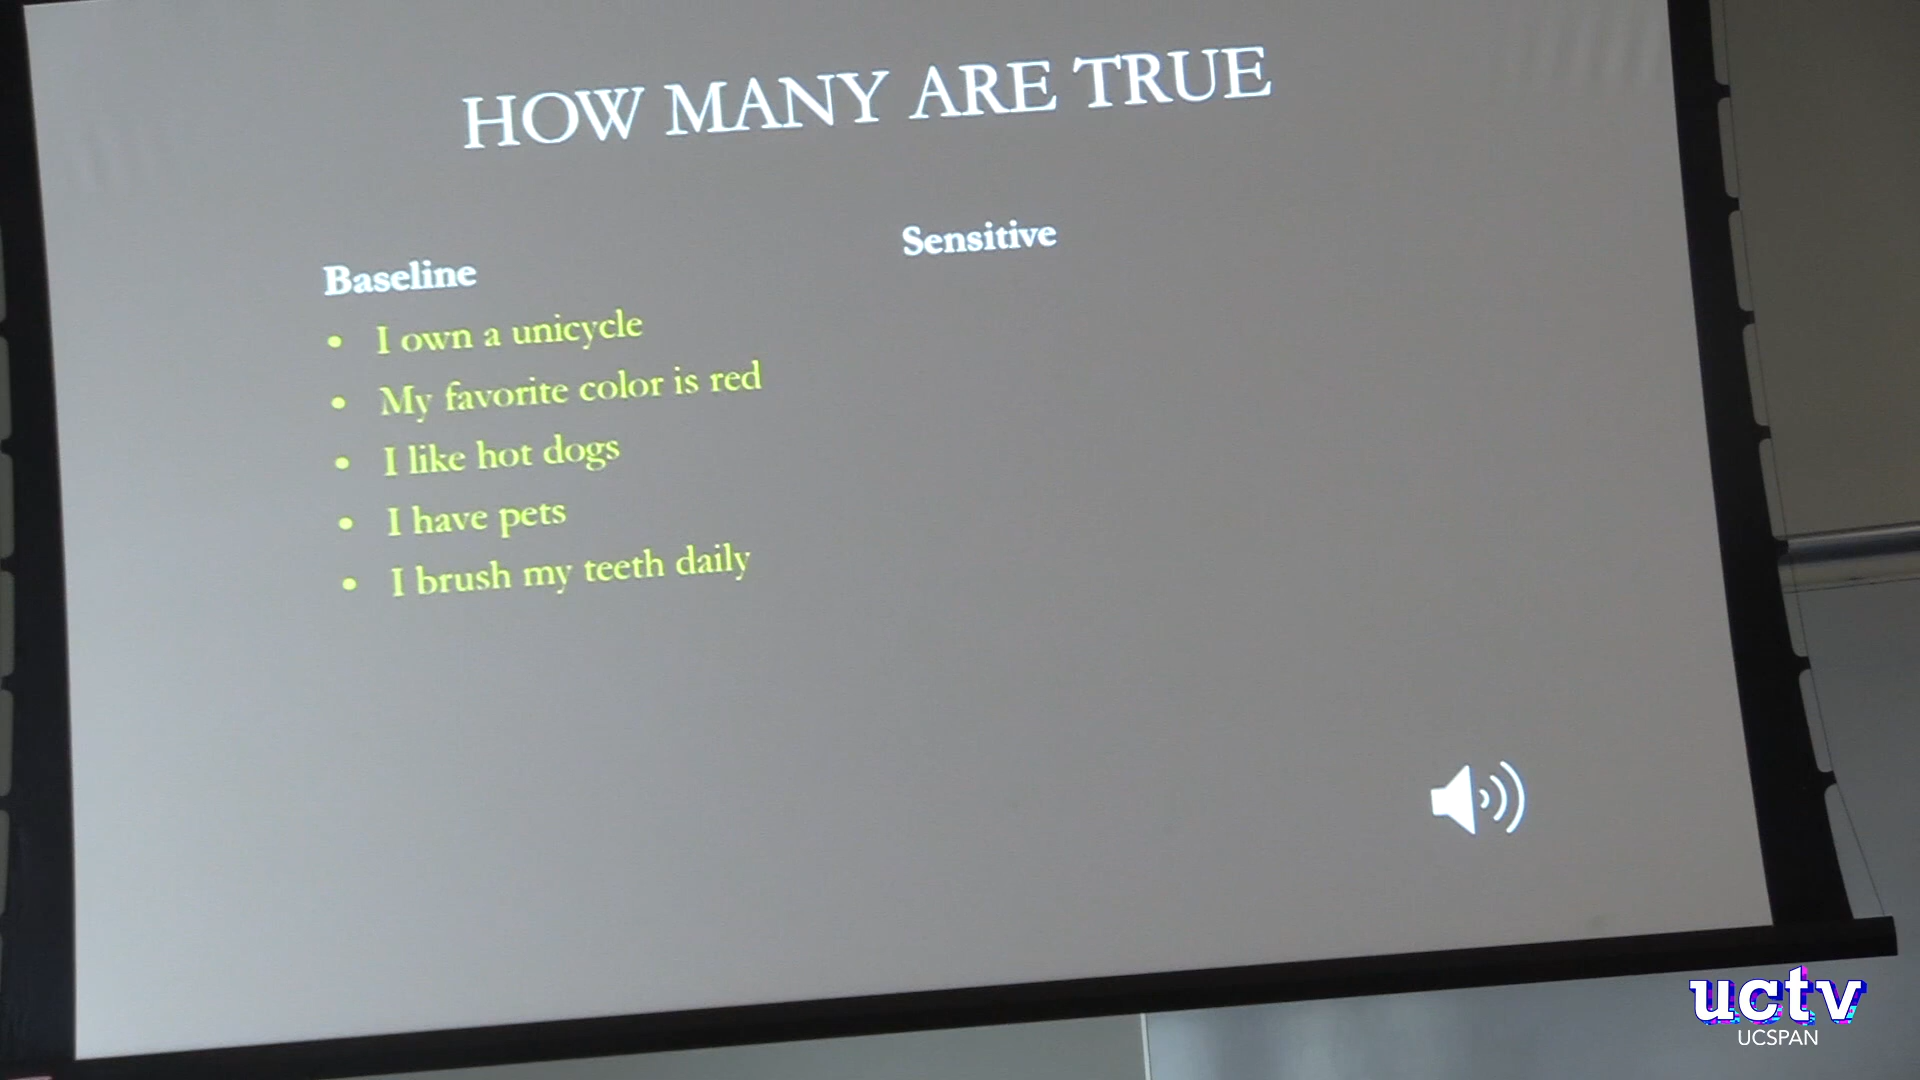 HOW MANY ARE TRUE
Baseline
• I own a unicycle
• My favorite color is red
• I like hot dogs
• I have pets
• I brush my teeth daily
Sensitive
uctv
UCSPAN